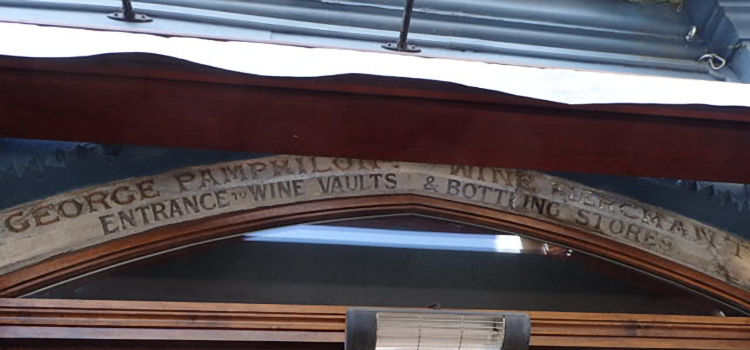 GEORGE PAMPHILON. WINE MERCHANT
ENTRANCE TO WINE VAULTS & BOTTLING STORES